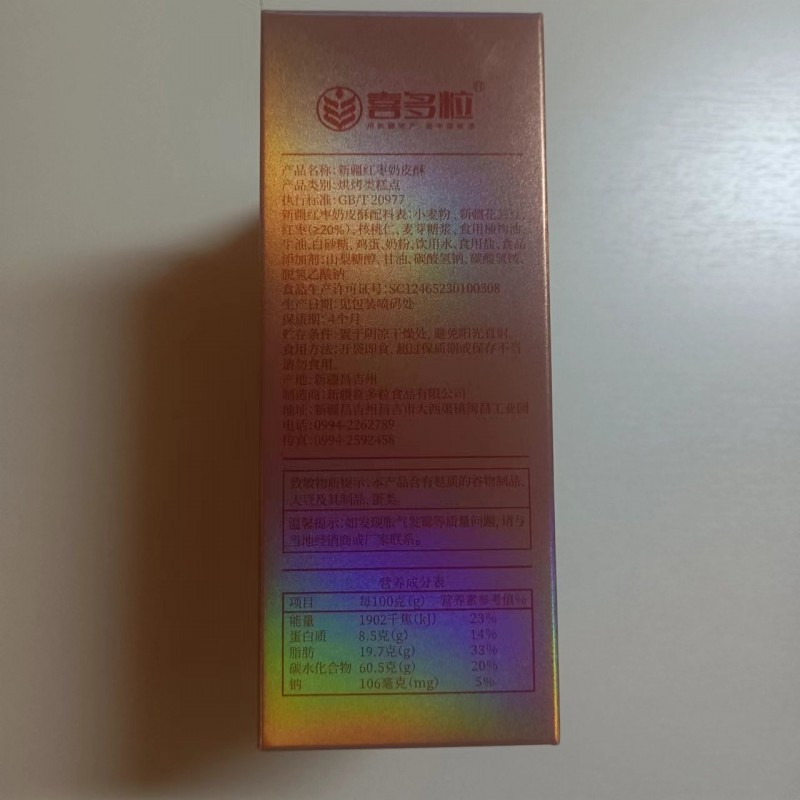 喜多粒®
产品名称:新疆红枣奶皮酥
产品类别:烘烤类糕点
执行标准:GB/T 20977
新疆红枣奶皮酥配料表:小麦粉、新疆花芸豆、
红枣(≥20%)、核桃仁、麦芽糖浆、食用植物油、
牛油、白砂糖、鸡蛋、奶粉、饮用水、食用盐、食品
添加剂:山梨糖醇、甘油、碳酸氢钠、碳酸氢铵、
脱氢乙酸钠
食品生产许可证号:SC12465230100308
生产日期:见包装喷码处
保质期:4个月
贮存条件:置于阴凉干燥处,避免阳光直射
食用方法:开袋即食,超过保质期或保存不当
请勿食用
产地:新疆昌吉州
制造商:新疆喜多粒食品有限公司
地址:新疆昌吉州昌吉市大西渠镇闽昌工业园
电话:0994-2262789
传真:0994-2592458
致敏物质提示:本产品含有麸质的谷物制品、
大豆及其制品、蛋类。
温馨提示:如发现胀气发霉等质量问题,请与
当地经销商或厂家联系。
营养成分表
项目 每100克(g) 营养素参考值%
能量 1902千焦(kJ) 23%
蛋白质 8.5克(g) 14%
脂肪 19.7克(g) 33%
碳水化合物 60.5克(g) 20%
钠 106毫克(mg) 5%